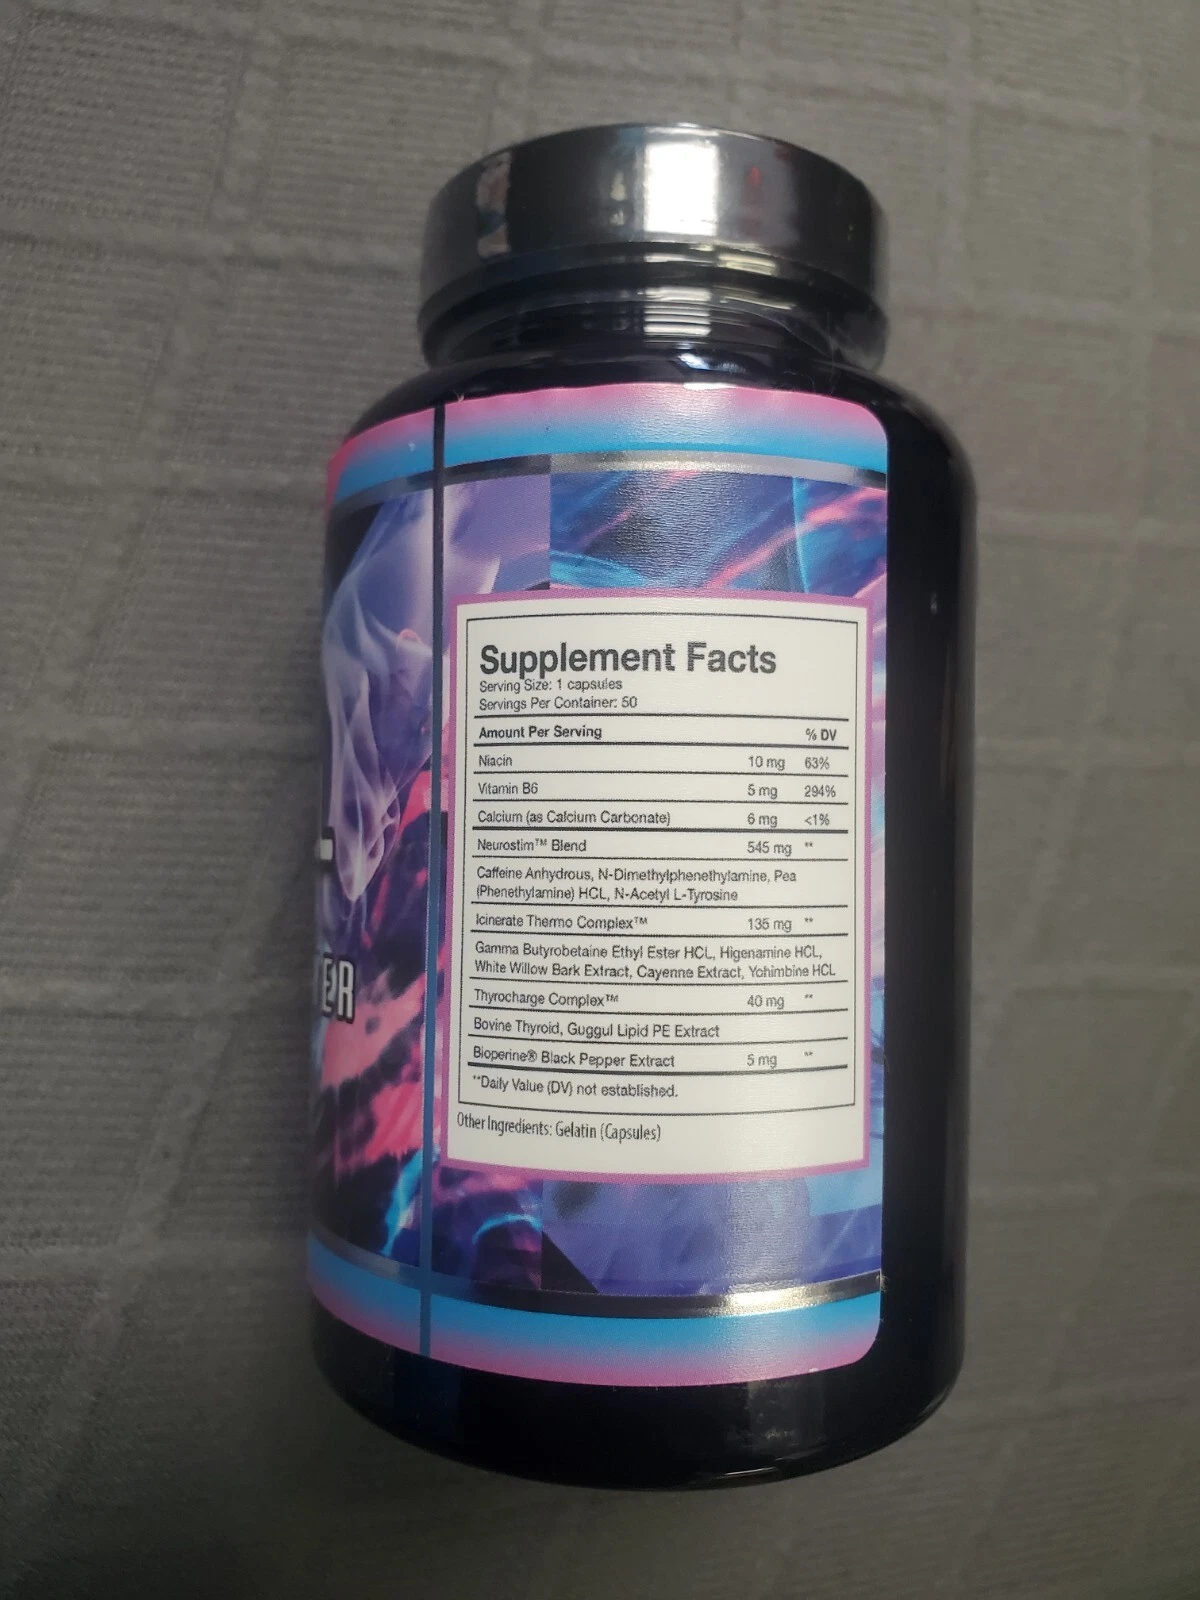 TER
Supplement Facts
Serving Size: 1 capsules
Servings Per Container: 50
Amount Per Serving % DV
Niacin 10 mg 63%
Vitamin B6 5 mg 294%
Calcium (as Calcium Carbonate) 6 mg <1%
Neurostim™ Blend 545 mg **
Caffeine Anhydrous, N-Dimethylphenethylamine, Pea
(Phenethylamine) HCL, N-Acetyl L-Tyrosine
Icinerate Thermo Complex™ 135 mg **
Gamma Butyrobetaine Ethyl Ester HCL, Higenamine HCL,
White Willow Bark Extract, Cayenne Extract, Yohimbine HCL
Thyrocharge Complex™ 40 mg **
Bovine Thyroid, Guggul Lipid PE Extract
Bioperine® Black Pepper Extract 5 mg **
**Daily Value (DV) not established.
Other Ingredients: Gelatin (Capsules)